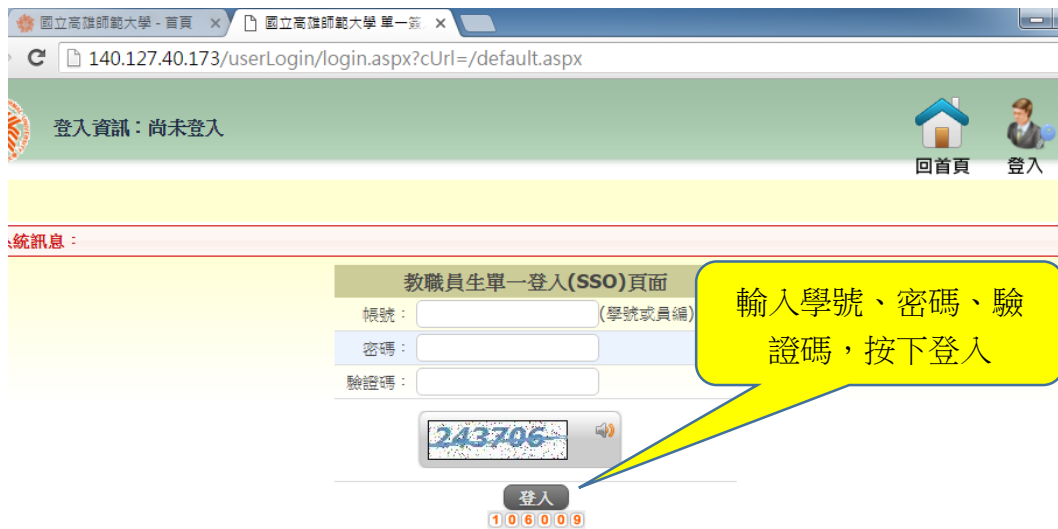 國立高雄師範大學 - 首頁
國立高雄師範大學 單一簽
140.127.40.173/userLogin/login.aspx?cUrl=/default.aspx
登入資訊：尚未登入
回首頁
登入
統訊息：
教職員生單一登入(SSO)頁面
帳號：
(學號或員編)
密碼：
驗證碼：
輸入學號、密碼、驗
證碼，按下登入
243706
登入
106009